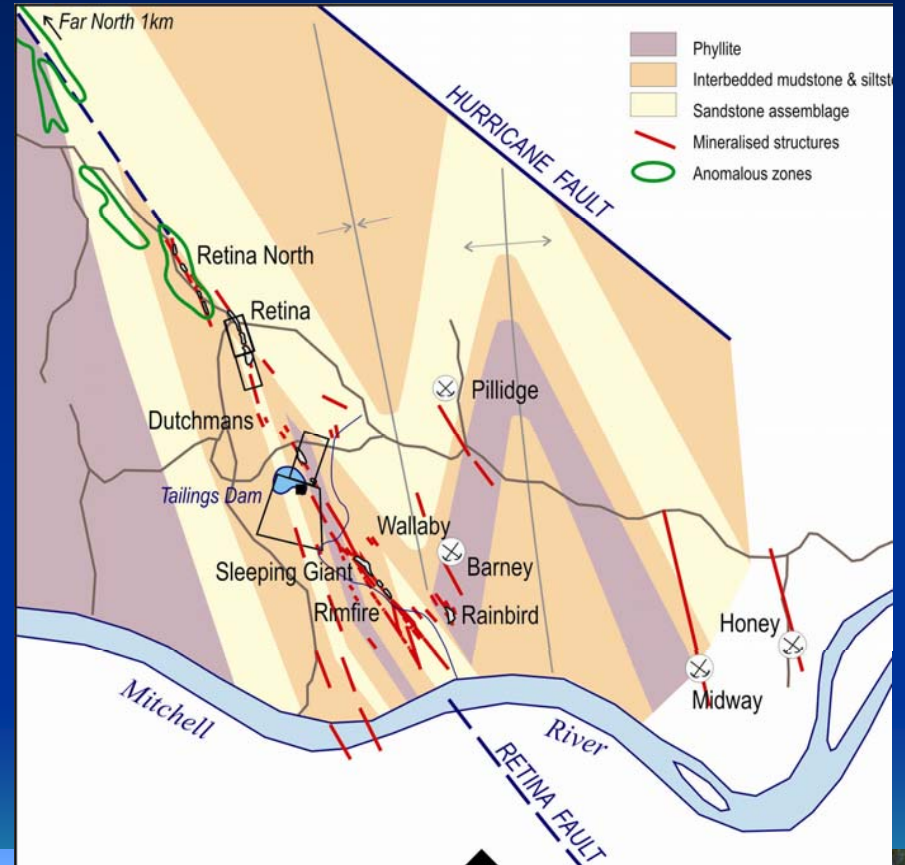 Far North 1km
HURRICANE FAULT
Phyllite
Interbedded mudstone &
Sandstone assemblage
Mineralised structures
Anomalous zones
Retina North
Retina
Pillidge
Dutchmans
Tailings Dam
Wallaby
Sleeping Giant
Barney
Rimfire
Rainbird
Honey
Midway
Mitchell
River
RETINA FAULT